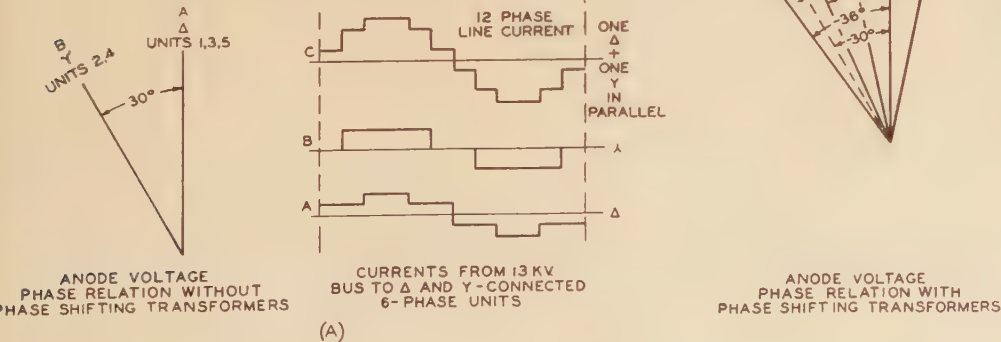 A
Δ
UNITS 1,3,5
B
Y
UNITS 2,4
30°
ANODE VOLTAGE
PHASE RELATION WITHOUT
PHASE SHIFTING TRANSFORMERS
12 PHASE
LINE CURRENT
C
ONE
Δ
+
ONE
Y
IN
PARALLEL
B
Y
A
Δ
CURRENTS FROM 13 KV.
BUS TO Δ AND Y-CONNECTED
6-PHASE UNITS
(A)
-36°
-30°
ANODE VOLTAGE
PHASE RELATION WITH
PHASE SHIFTING TRANSFORMERS